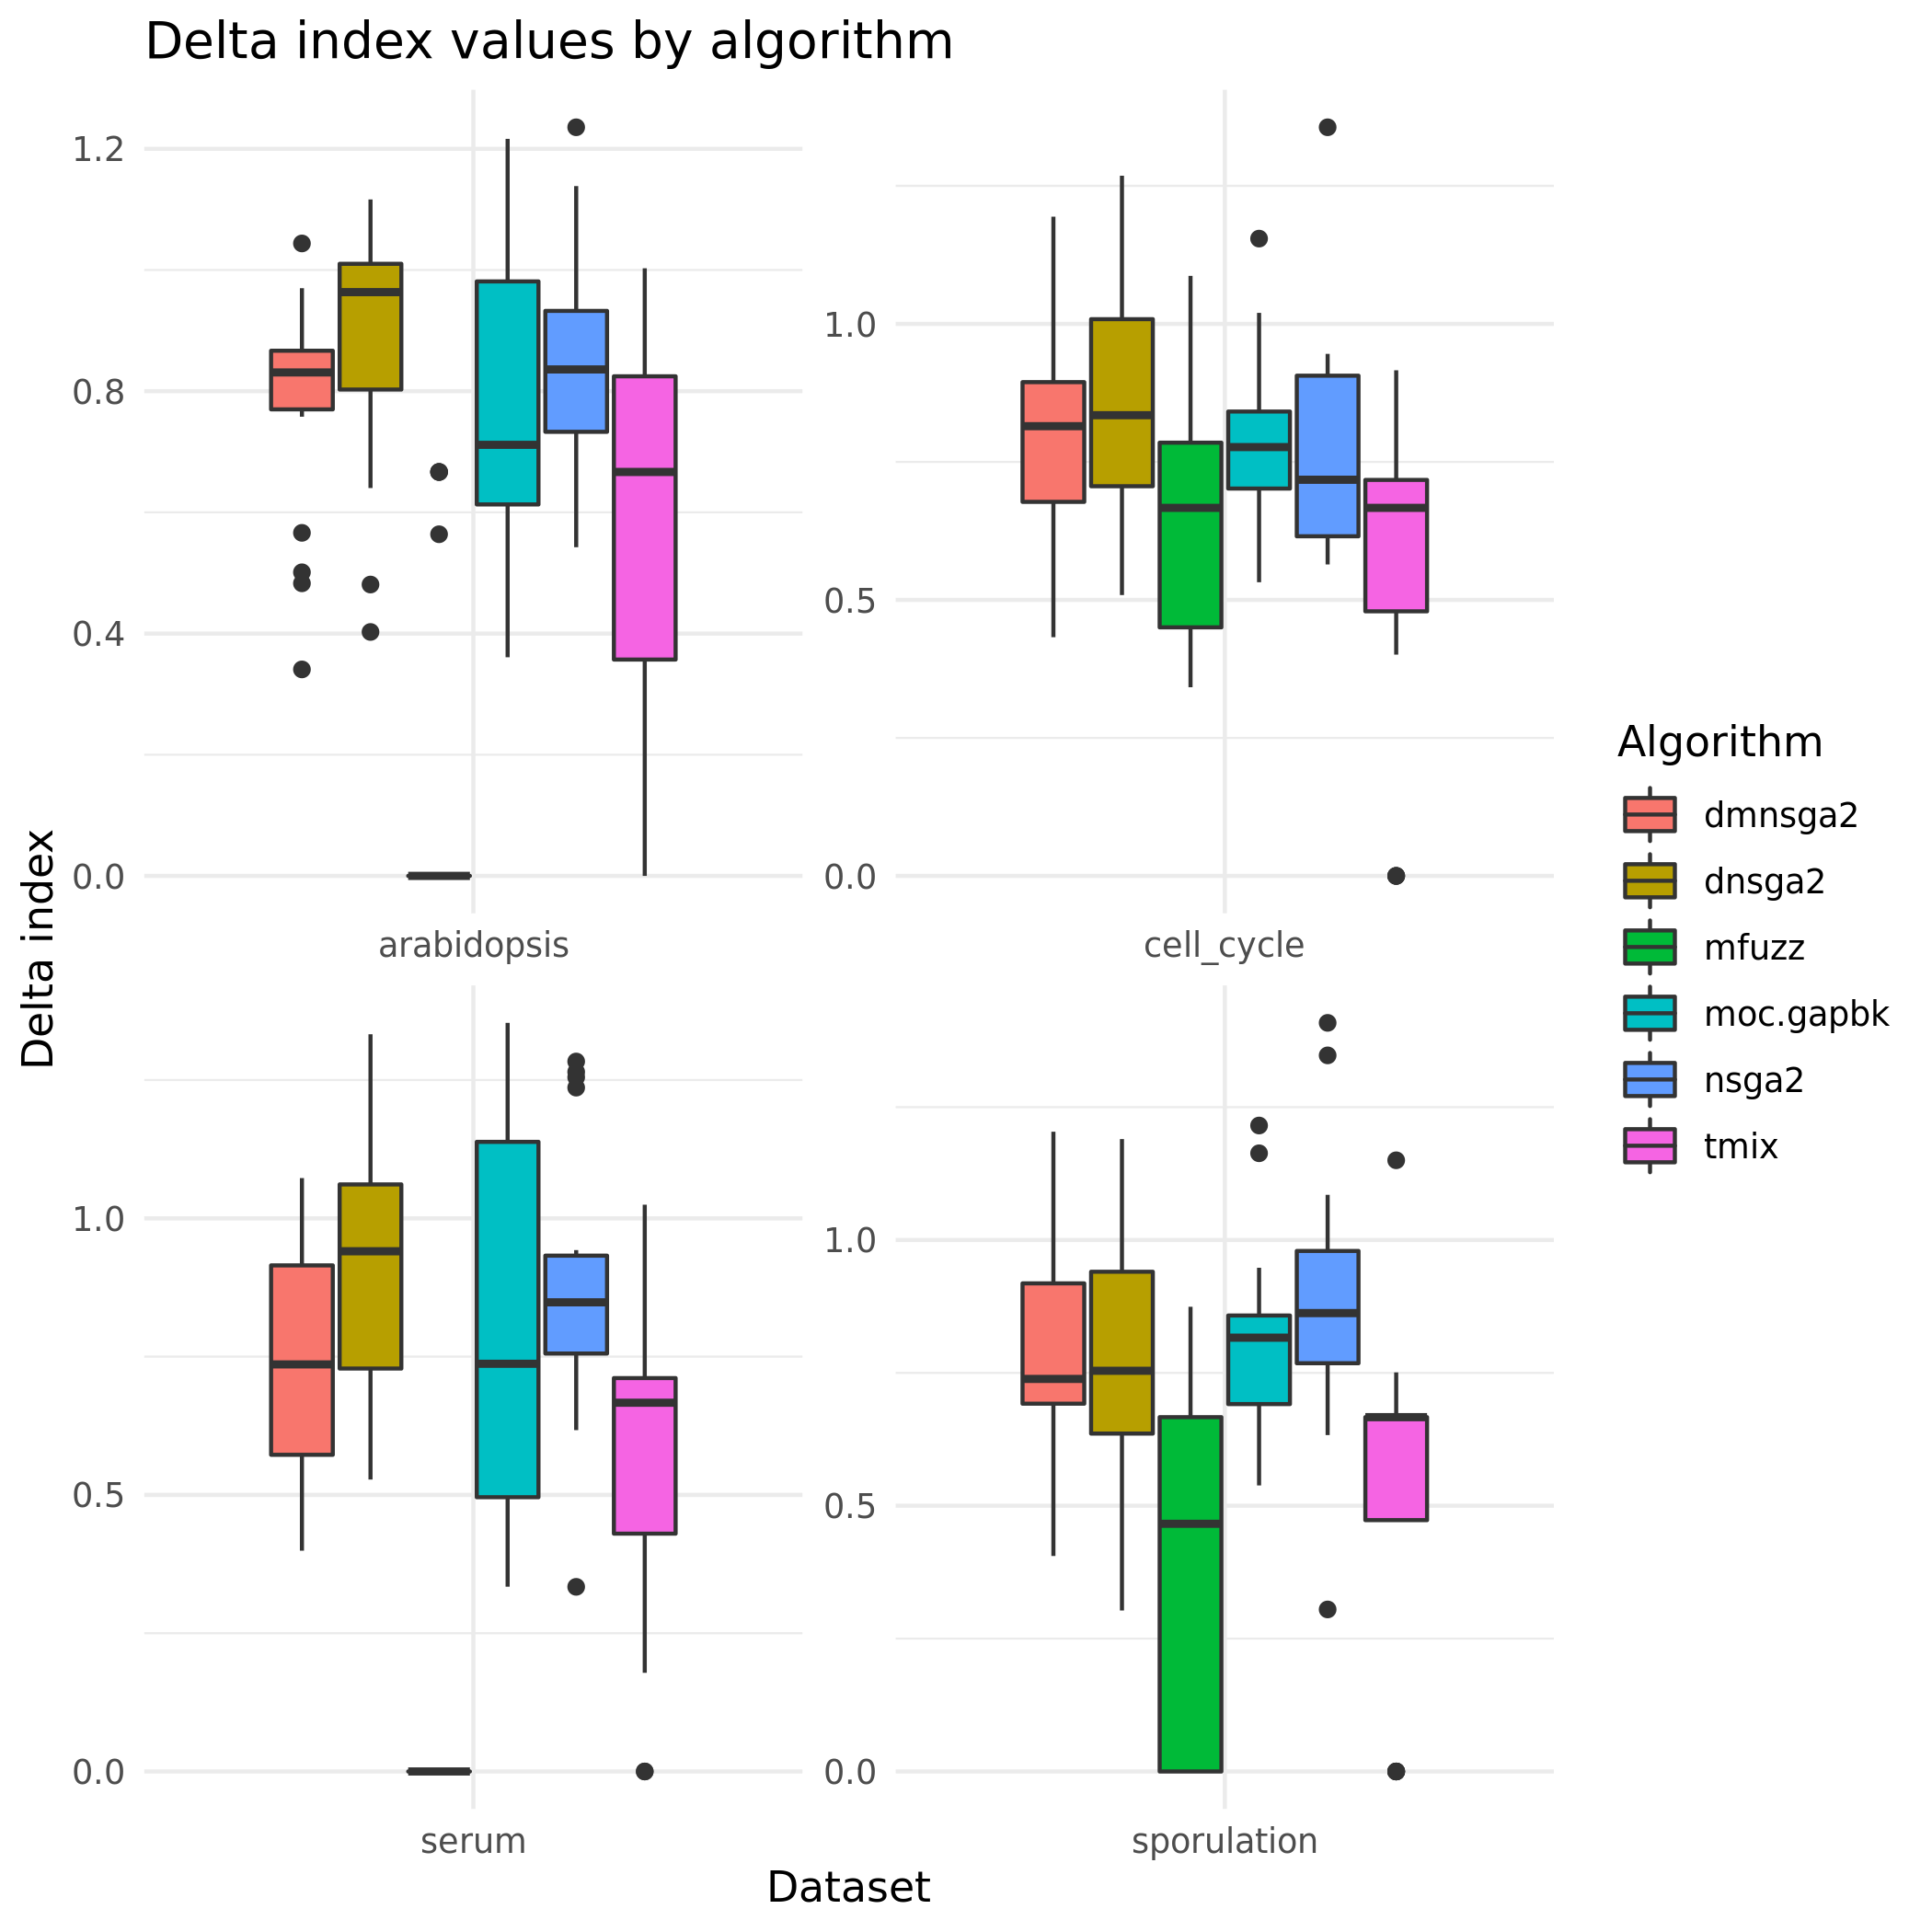 Delta index values by algorithm
Delta index
1.2
0.8
0.4
0.0
arabidopsis
1.0
0.5
0.0
cell_cycle
1.0
0.5
0.0
serum
1.0
0.5
0.0
sporulation
Dataset
Algorithm
dmnsga2
dnsga2
mfuzz
moc.gapbk
nsga2
tmix